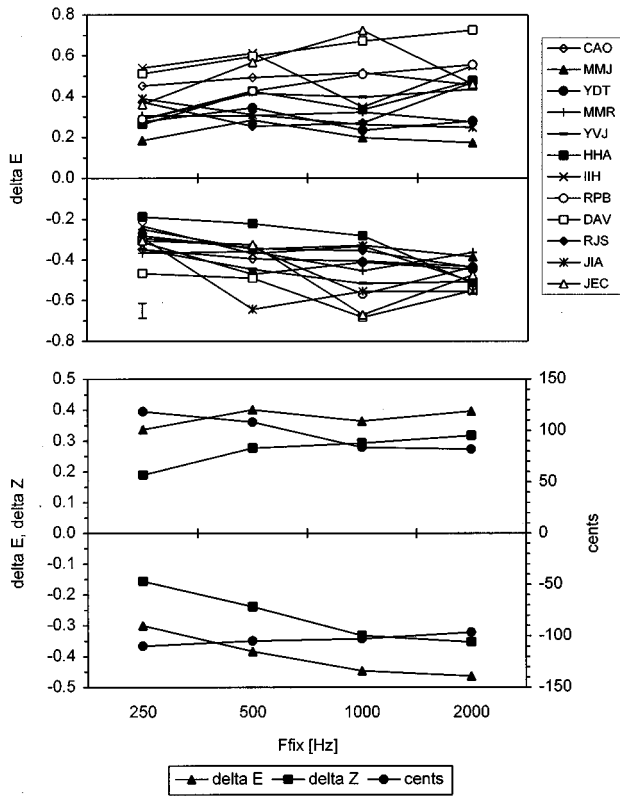 0.8
0.6
0.4
0.2
0.0
-0.2
-0.4
-0.6
-0.8
delta E
CAO
MMJ
YDT
MMR
YVJ
HHA
IIH
RPB
DAV
RJS
JIA
JEC
0.5
0.4
0.3
0.2
0.1
0.0
-0.1
-0.2
-0.3
-0.4
-0.5
delta E, delta Z
150
100
50
0
-50
-100
-150
cents
250 500 1000 2000
Ffix [Hz]
delta E delta Z cents